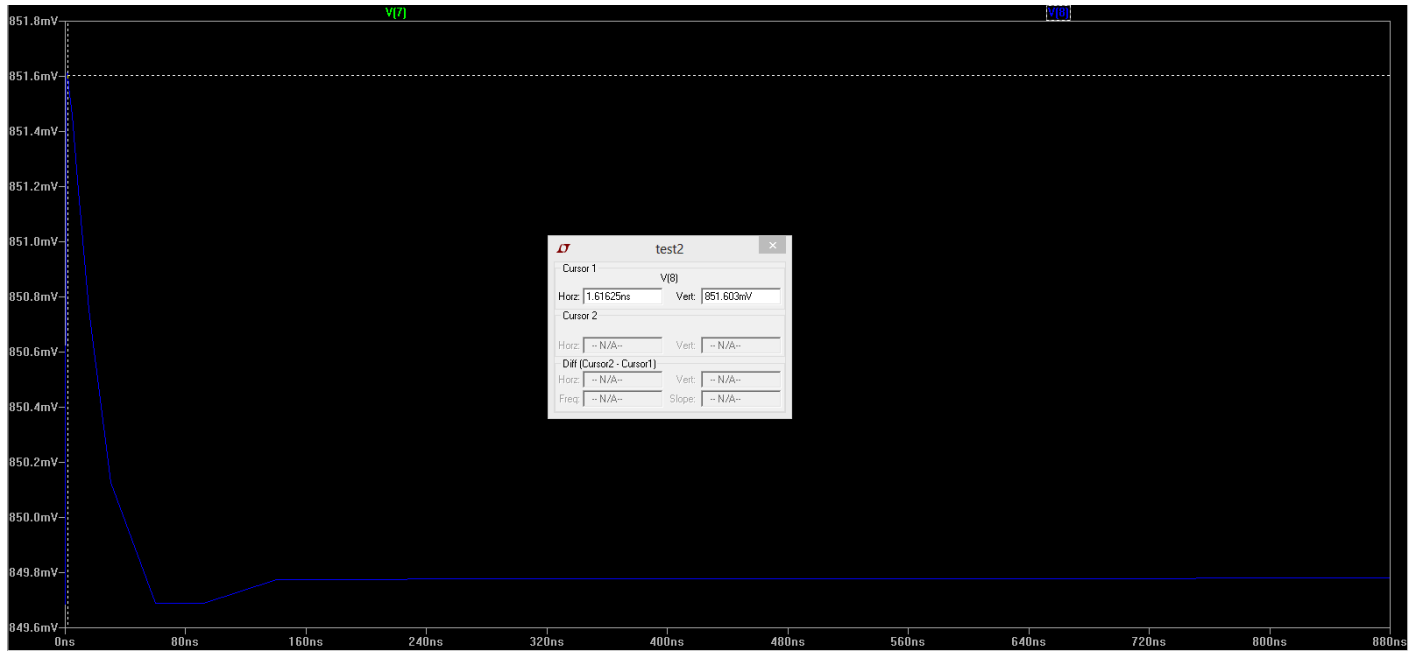 V(7) V(8)
851.8mV
851.6mV
851.4mV
851.2mV
851.0mV
850.8mV
850.6mV
850.4mV
850.2mV
850.0mV
849.8mV
849.6mV
test2
Cursor 1
V(8)
Horz: 1.61625ns Vert: 851.603mV
Cursor 2
Horz: -- N/A-- Vert: -- N/A--
Diff (Cursor2 - Cursor1)
Horz: -- N/A-- Vert: -- N/A--
Freq: -- N/A-- Slope: -- N/A--
0ns 80ns 160ns 240ns 320ns 400ns 480ns 560ns 640ns 720ns 800ns 880ns